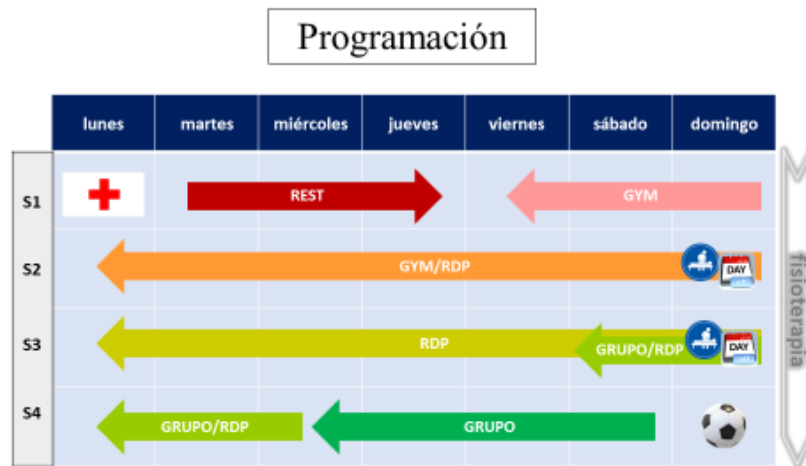 Programación
lunes martes miércoles jueves viernes sábado domingo
S1 REST GYM
S2 GYM/RDP DAY
S3 RDP GRUPO/RDP DAY
S4 GRUPO/RDP GRUPO
fisioterapia